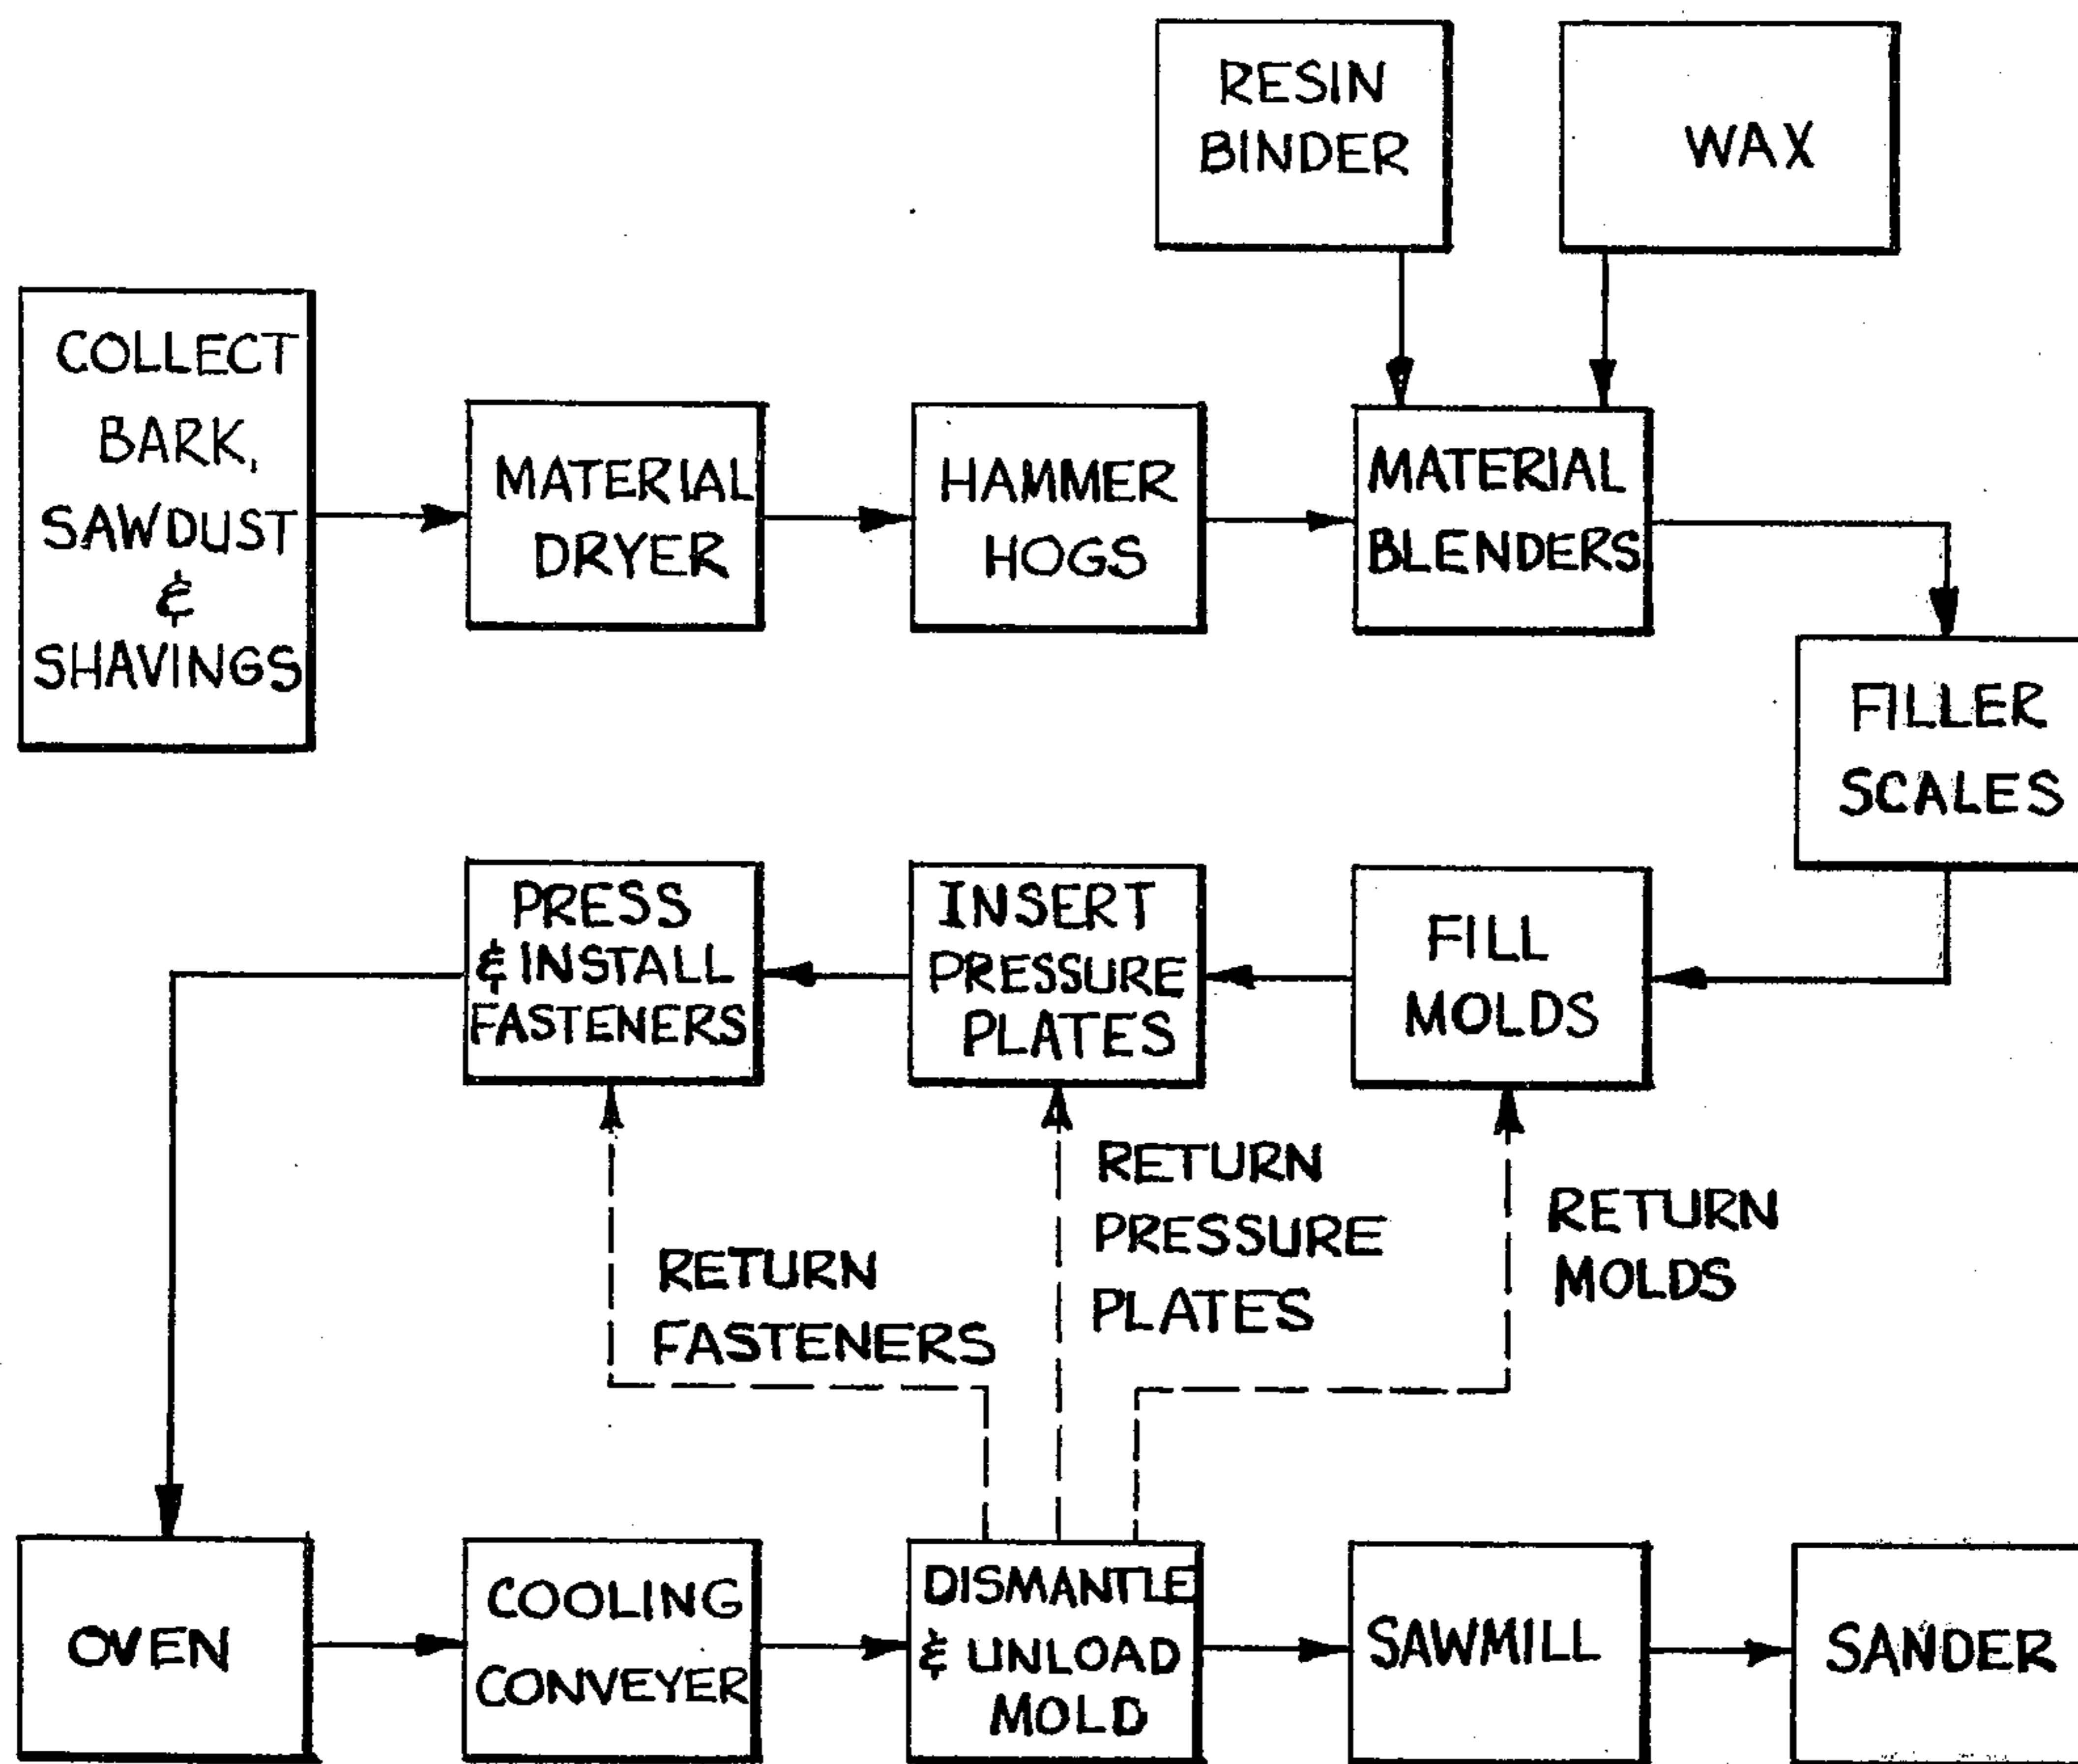 RESIN
BINDER
WAX
COLLECT
BARK,
SAWDUST
&
SHAVINGS
MATERIAL
DRYER
HAMMER
HOGS
MATERIAL
BLENDERS
FILLER
SCALES
PRESS
& INSTALL
FASTENERS
INSERT
PRESSURE
PLATES
FILL
MOLDS
RETURN
FASTENERS
RETURN
PRESSURE
PLATES
RETURN
MOLDS
OVEN
COOLING
CONVEYER
DISMANTLE
& UNLOAD
MOLD
SAWMILL
SANDER